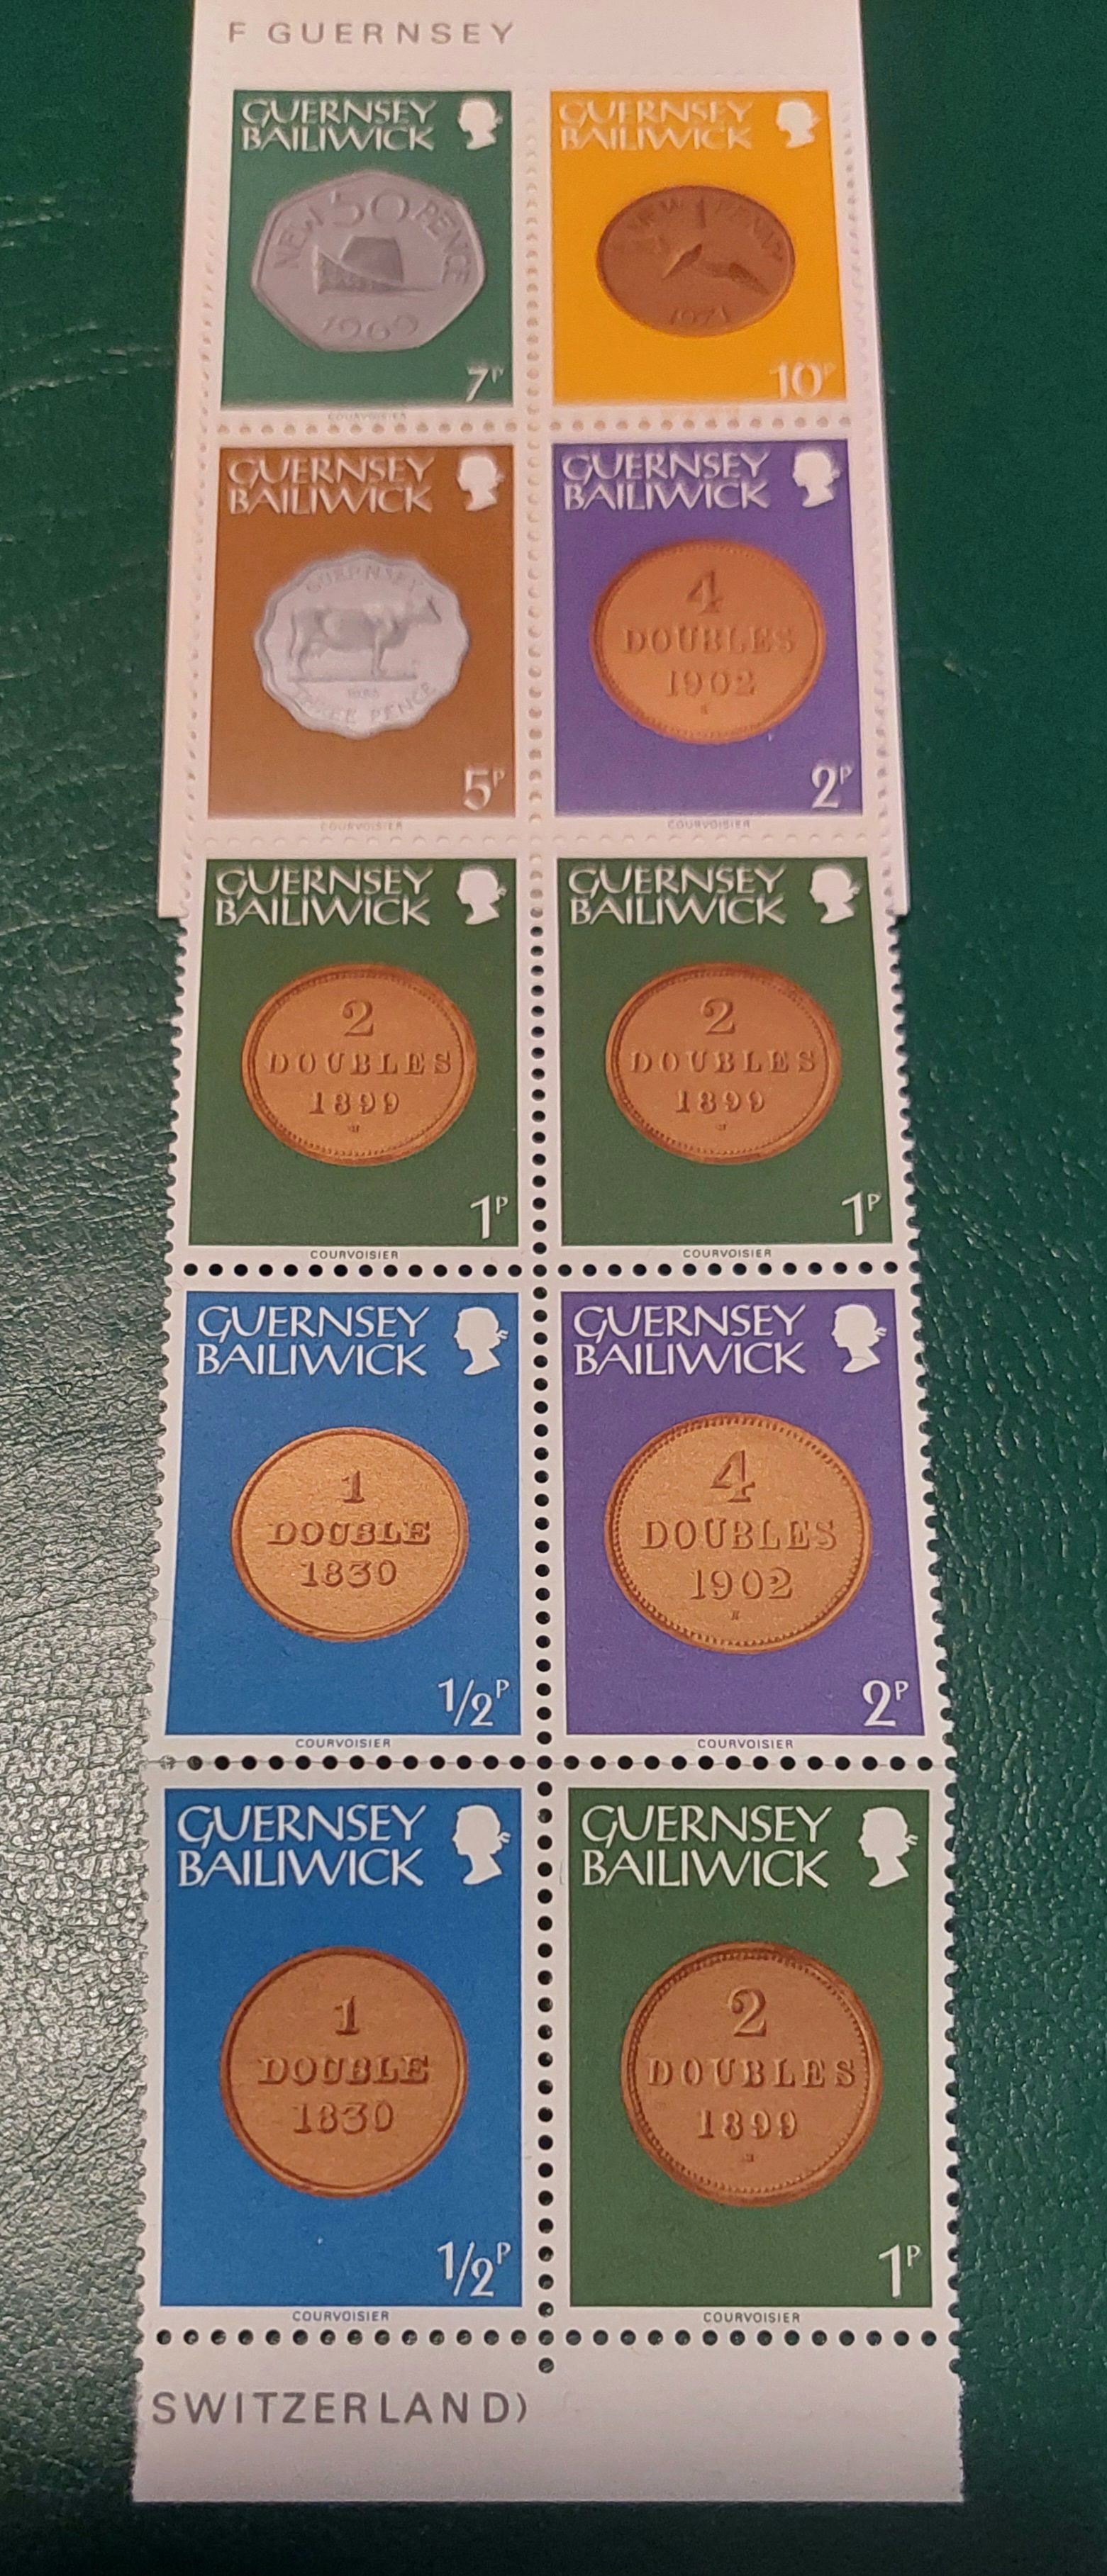 F GUERNSEY
GUERNSEY
BAILIWICK
NEW 50 PENCE
1969
7P
COURVOISIER
GUERNSEY
BAILIWICK
NEW 1 PENNY
1971
10P
GUERNSEY
BAILIWICK
GUERNSEY
THREE PENCE
5P
COURVOISIER
GUERNSEY
BAILIWICK
4
DOUBLES
1902
2P
COURVOISIER
GUERNSEY
BAILIWICK
2
DOUBLES
1899
H
1P
COURVOISIER
GUERNSEY
BAILIWICK
2
DOUBLES
1899
H
1P
COURVOISIER
GUERNSEY
BAILIWICK
1
DOUBLE
1830
1/2P
COURVOISIER
GUERNSEY
BAILIWICK
4
DOUBLES
1902
H
2P
COURVOISIER
GUERNSEY
BAILIWICK
1
DOUBLE
1830
1/2P
COURVOISIER
GUERNSEY
BAILIWICK
2
DOUBLES
1899
H
1P
COURVOISIER
(SWITZERLAND)